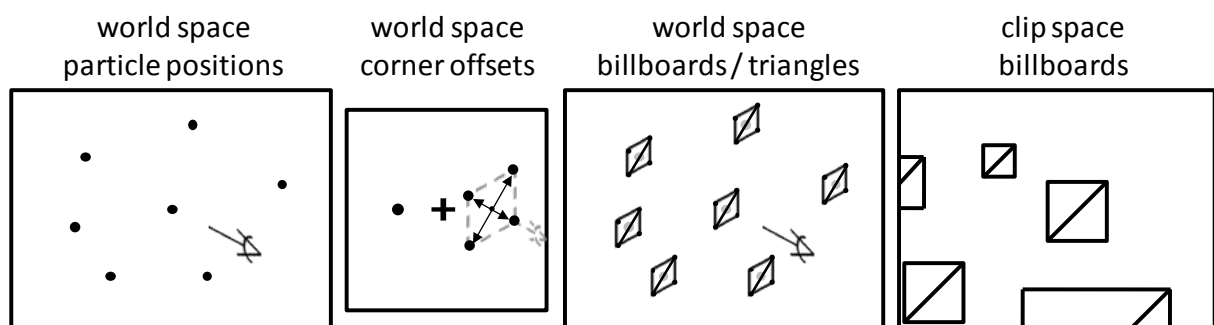 world space
particle positions
world space
corner offsets
world space
billboards / triangles
clip space
billboards